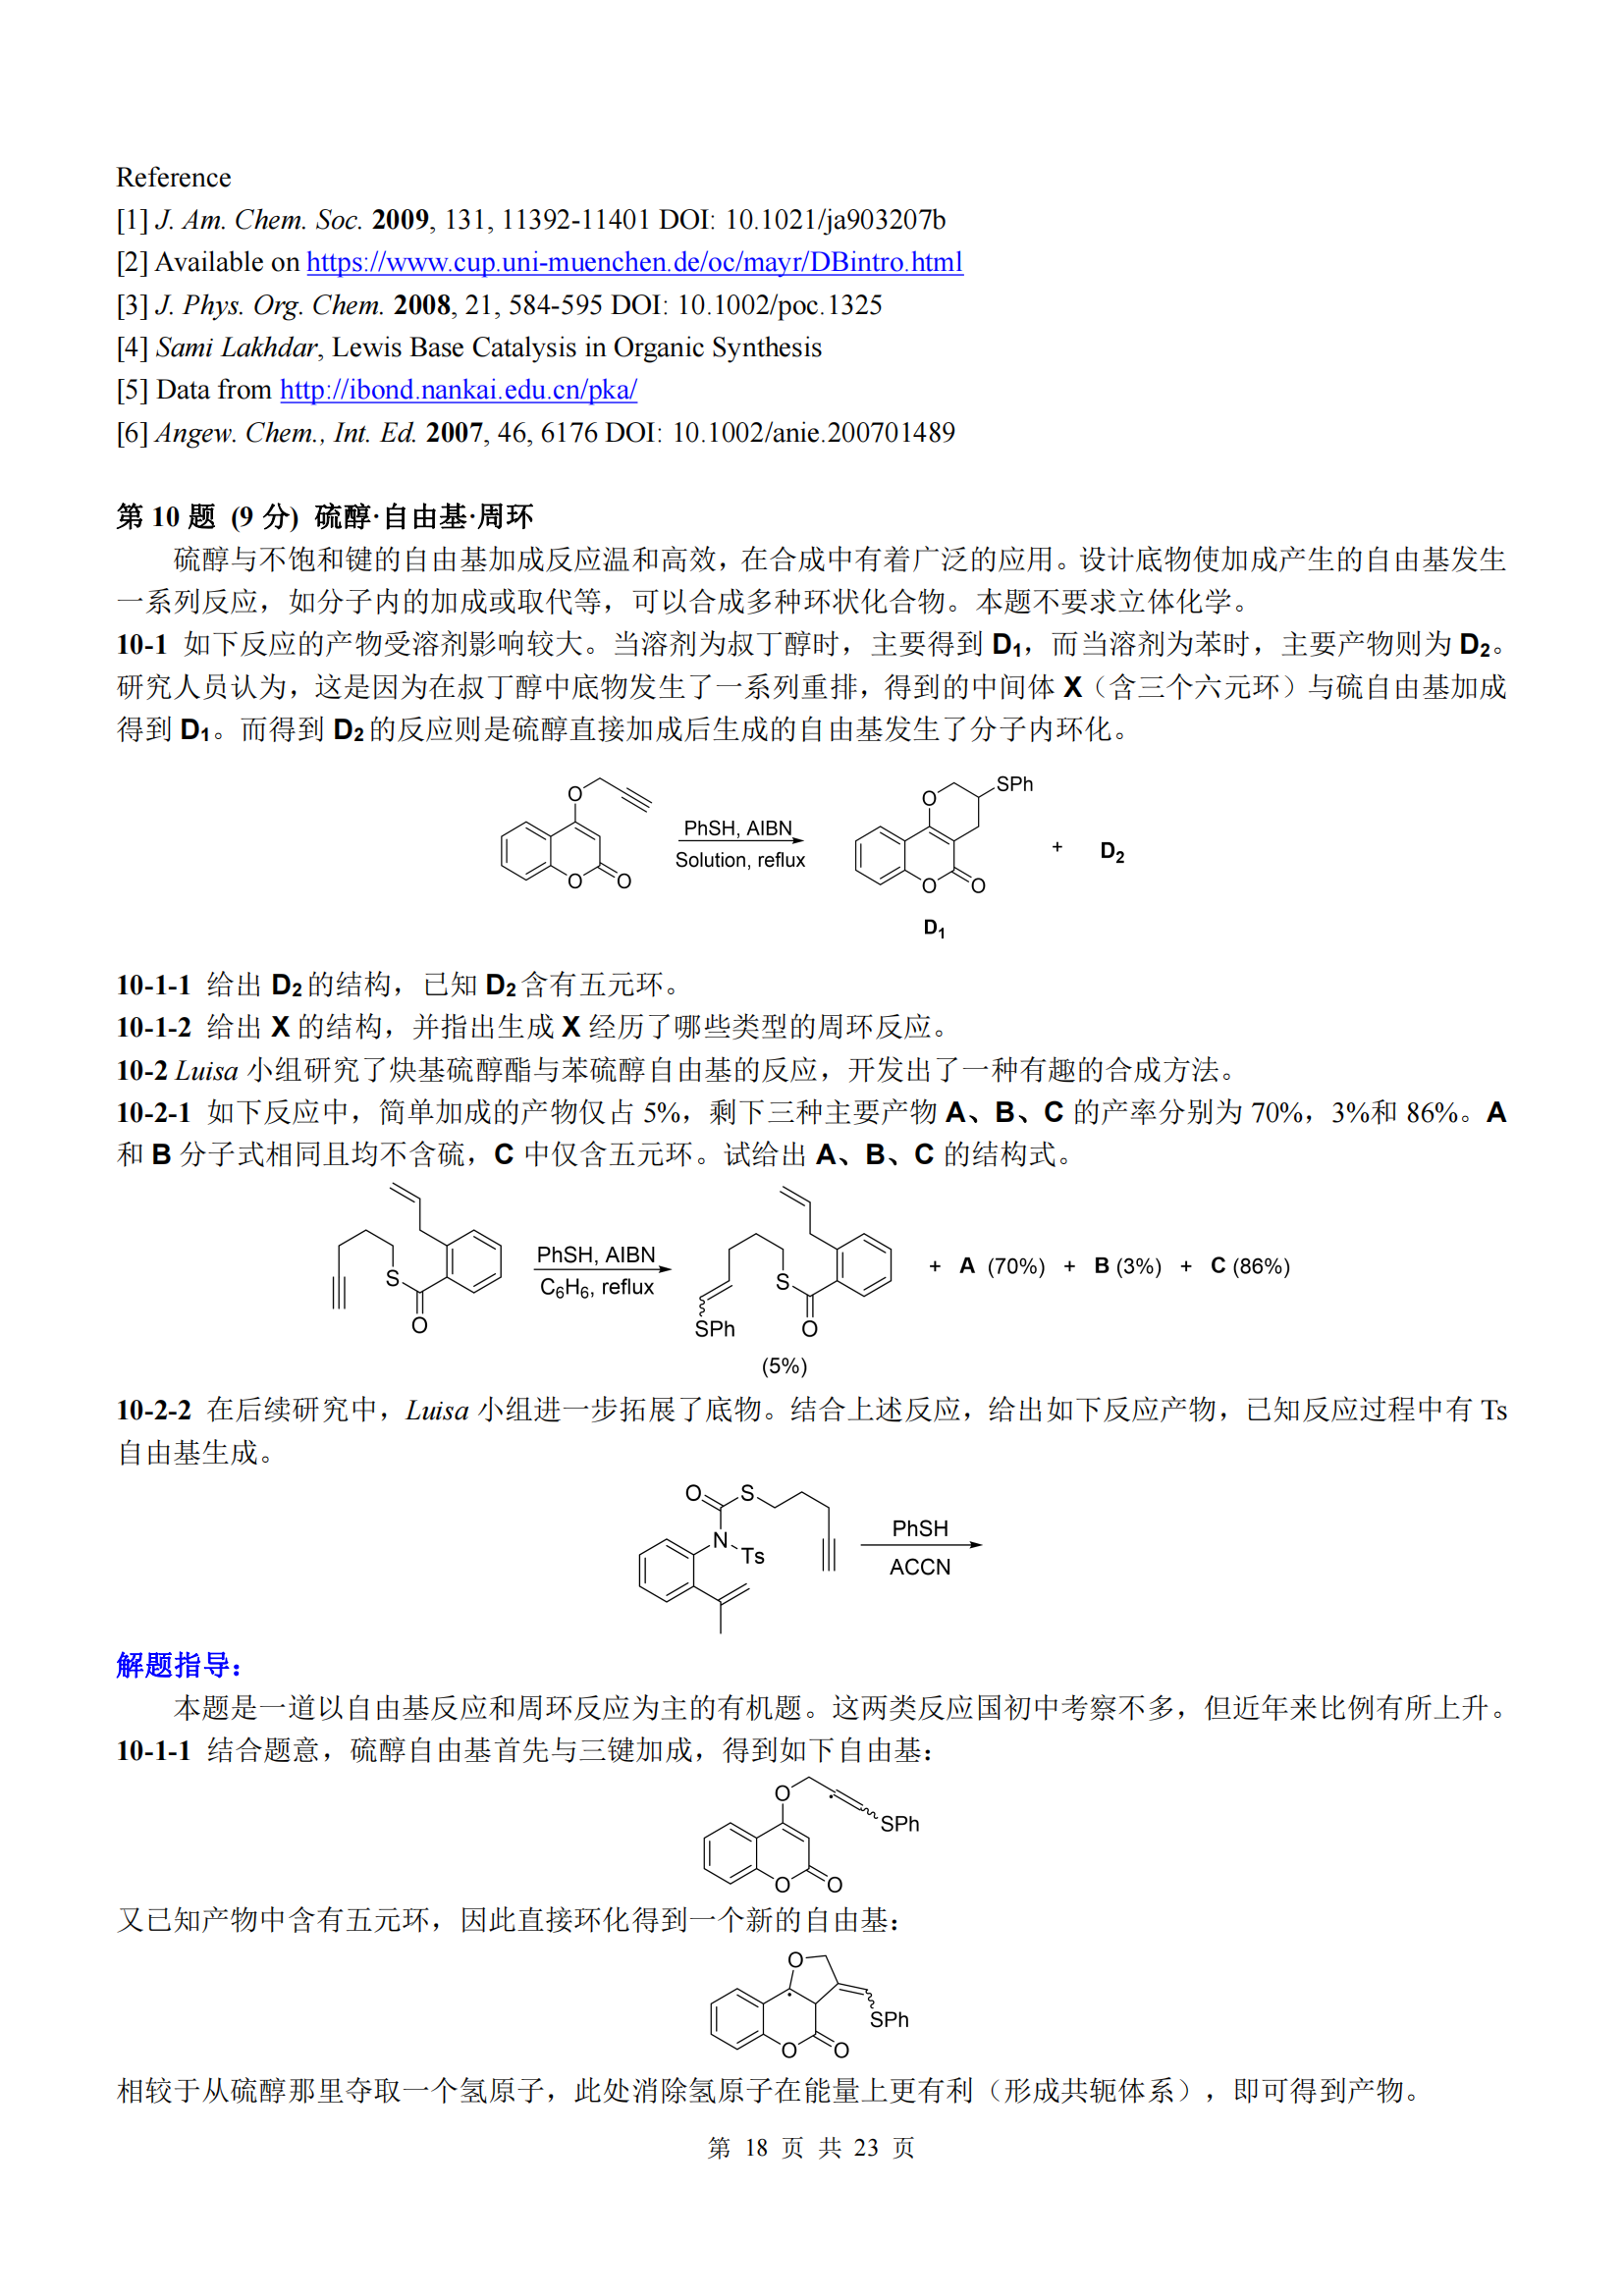 Reference
[1] J. Am. Chem. Soc. 2009, 131, 11392-11401 DOI: 10.1021/ja903207b
[2] Available on https://www.cup.uni-muenchen.de/oc/mayr/DBintro.html
[3] J. Phys. Org. Chem. 2008, 21, 584-595 DOI: 10.1002/poc.1325
[4] Sami Lakhdar, Lewis Base Catalysis in Organic Synthesis
[5] Data from http://ibond.nankai.edu.cn/pka/
[6] Angew. Chem., Int. Ed. 2007, 46, 6176 DOI: 10.1002/anie.200701489
第 10 题 (9 分) 硫醇·自由基·周环
硫醇与不饱和键的自由基加成反应温和高效，在合成中有着广泛的应用。设计底物使加成产生的自由基发生
一系列反应，如分子内的加成或取代等，可以合成多种环状化合物。本题不要求立体化学。
10-1 如下反应的产物受溶剂影响较大。当溶剂为叔丁醇时，主要得到 D1，而当溶剂为苯时，主要产物则为 D2。
研究人员认为，这是因为在叔丁醇中底物发生了一系列重排，得到的中间体 X（含三个六元环）与硫自由基加成
得到 D1。而得到 D2 的反应则是硫醇直接加成后生成的自由基发生了分子内环化。
O
O
O
PhSH, AIBN
Solution, reflux
SPh
O
O
O
D1
+ D2
10-1-1 给出 D2 的结构，已知 D2 含有五元环。
10-1-2 给出 X 的结构，并指出生成 X 经历了哪些类型的周环反应。
10-2 Luisa 小组研究了炔基硫醇酯与苯硫醇自由基的反应，开发出了一种有趣的合成方法。
10-2-1 如下反应中，简单加成的产物仅占 5%，剩下三种主要产物 A、B、C 的产率分别为 70%，3%和 86%。A
和 B 分子式相同且均不含硫，C 中仅含五元环。试给出 A、B、C 的结构式。
S
O
PhSH, AIBN
C6H6, reflux
S
SPh
O
(5%)
+ A (70%) + B (3%) + C (86%)
10-2-2 在后续研究中，Luisa 小组进一步拓展了底物。结合上述反应，给出如下反应产物，已知反应过程中有 Ts
自由基生成。
O
S
N
Ts
PhSH
ACCN
解题指导：
本题是一道以自由基反应和周环反应为主的有机题。这两类反应国初中考察不多，但近年来比例有所上升。
10-1-1 结合题意，硫醇自由基首先与三键加成，得到如下自由基：
O
SPh
O
O
又已知产物中含有五元环，因此直接环化得到一个新的自由基：
O
SPh
O
O
相较于从硫醇那里夺取一个氢原子，此处消除氢原子在能量上更有利（形成共轭体系），即可得到产物。
第 18 页 共 23 页